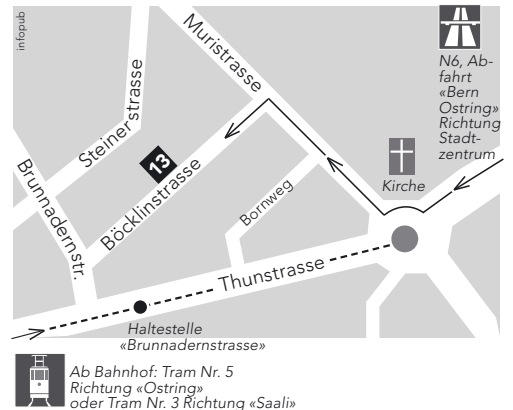 infopub
Muristrasse
N6, Ab-
fahrt
«Bern
Ostring»
Richtung
Stadt-
zentrum
Steinerstrasse
13
Kirche
Brunnadernstr.
Böcklinstrasse
Bornweg
Thunstrasse
Haltestelle
«Brunnadernstrasse»
Ab Bahnhof: Tram Nr. 5
Richtung «Ostring»
oder Tram Nr. 3 Richtung «Saali»